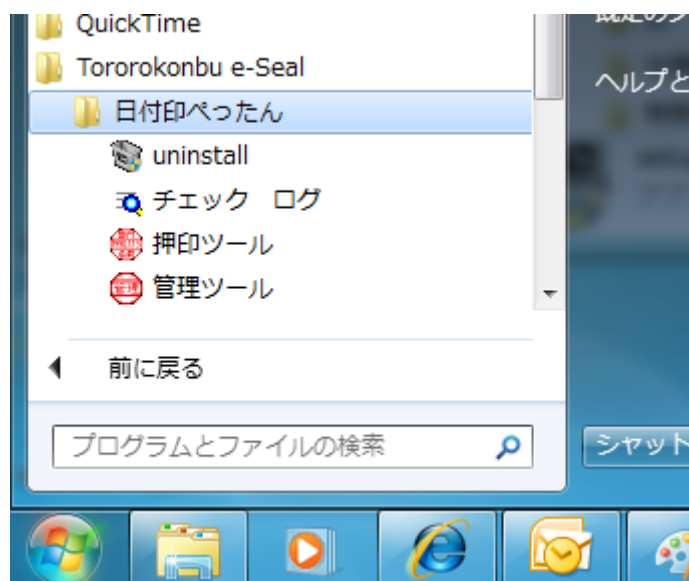 QuickTime
Tororokonbu e-Seal
日付印ぺったん
uninstall
チェック　ログ
押印ツール
管理ツール
前に戻る
プログラムとファイルの検索
ヘルプと
シャット